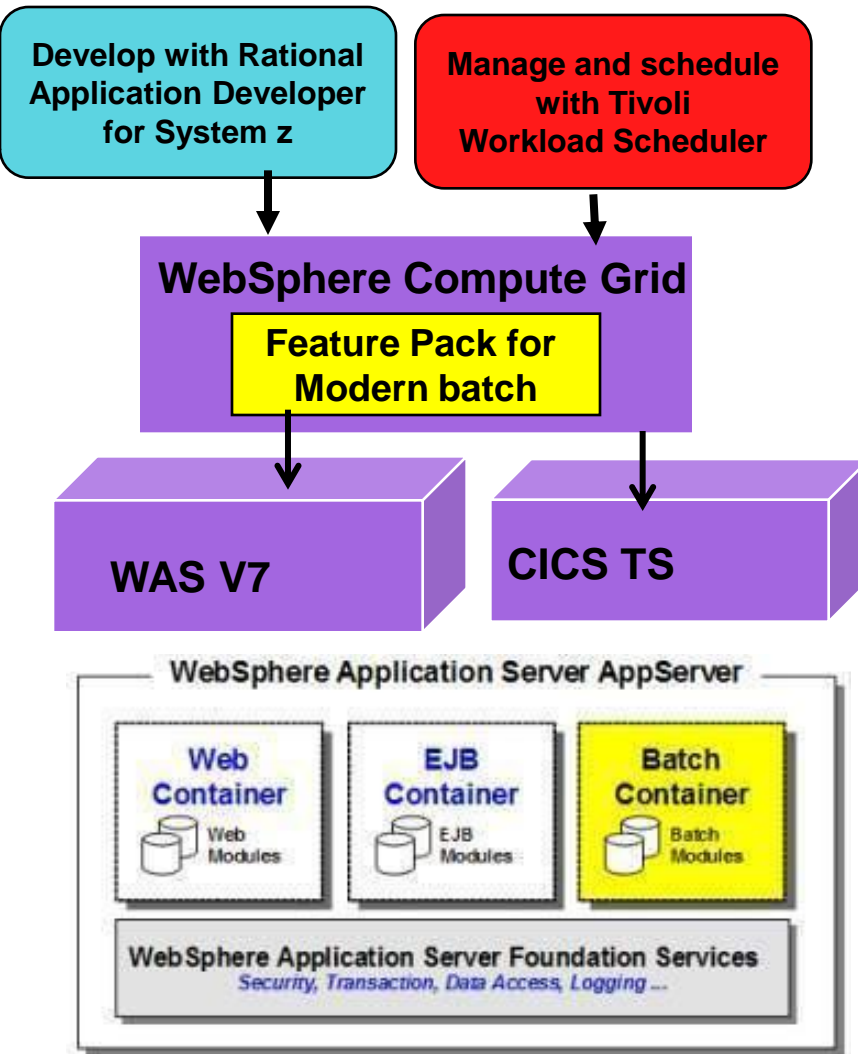 Develop with Rational
Application Developer
for System z
Manage and schedule
with Tivoli
Workload Scheduler
WebSphere Compute Grid
Feature Pack for
Modern batch
WAS V7
CICS TS
WebSphere Application Server AppServer
Web
Container
Web
Modules
EJB
Container
EJB
Modules
Batch
Container
Batch
Modules
WebSphere Application Server Foundation Services
Security, Transaction, Data Access, Logging ...